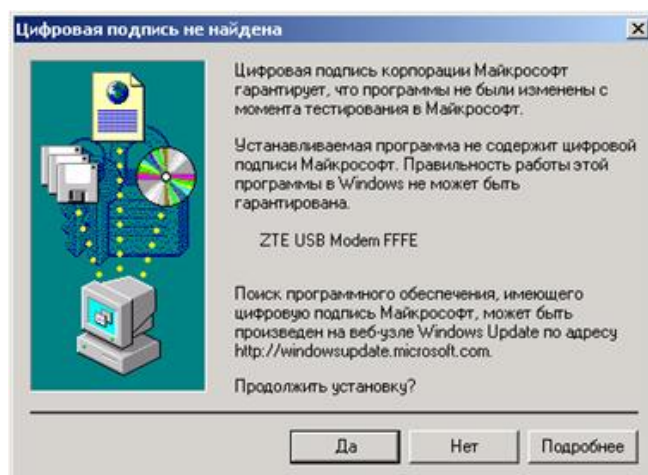 Цифровая подпись не найдена
Цифровая подпись корпорации Майкрософт
гарантирует, что программы не были изменены с
момента тестирования в Майкрософт.
Устанавливаемая программа не содержит цифровой
подписи Майкрософт. Правильность работы этой
программы в Windows не может быть
гарантирована.
ZTE USB Modem FFFE
Поиск программного обеспечения, имеющего
цифровую подпись Майкрософт, может быть
произведен на веб-узле Windows Update по адресу
http://windowsupdate.microsoft.com.
Продолжить установку?
Да
Нет
Подробнее